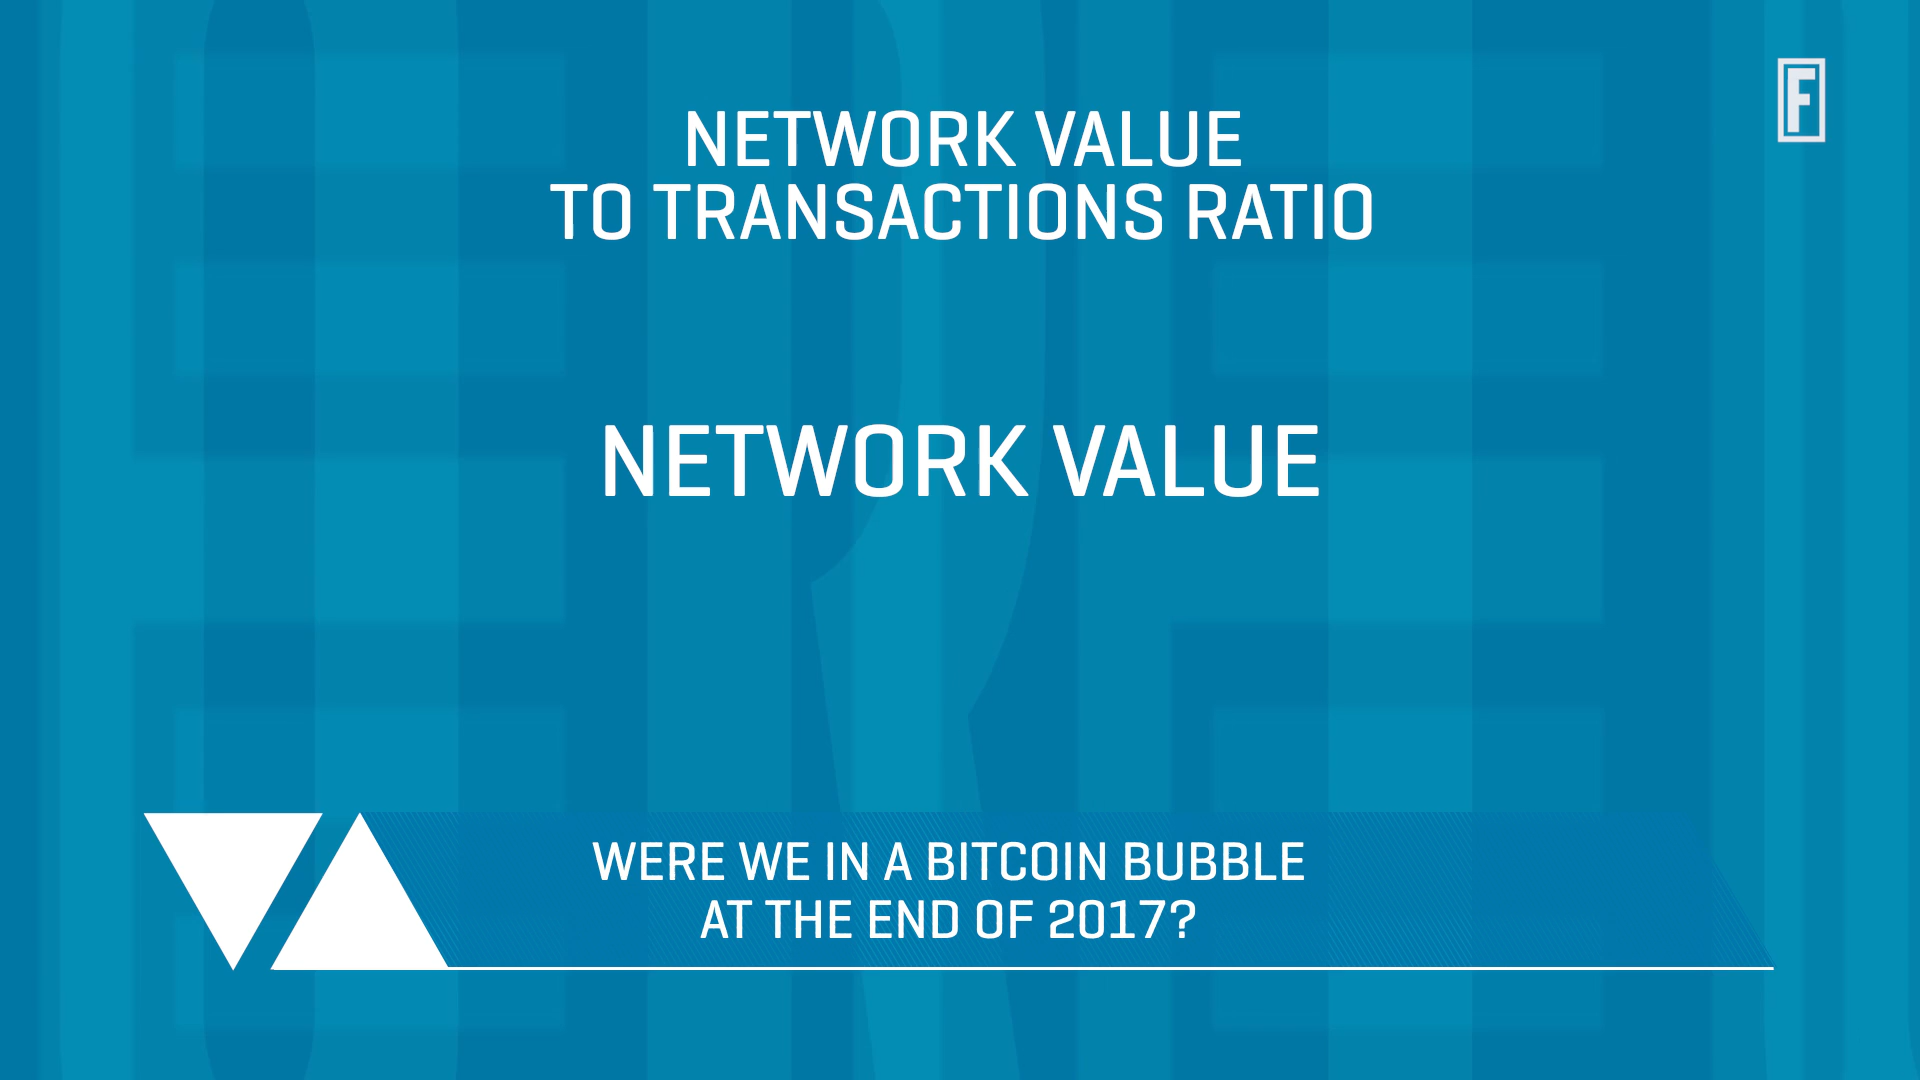 NETWORK VALUE
TO TRANSACTIONS RATIO
F
NETWORK VALUE
WERE WE IN A BITCOIN BUBBLE
AT THE END OF 2017?